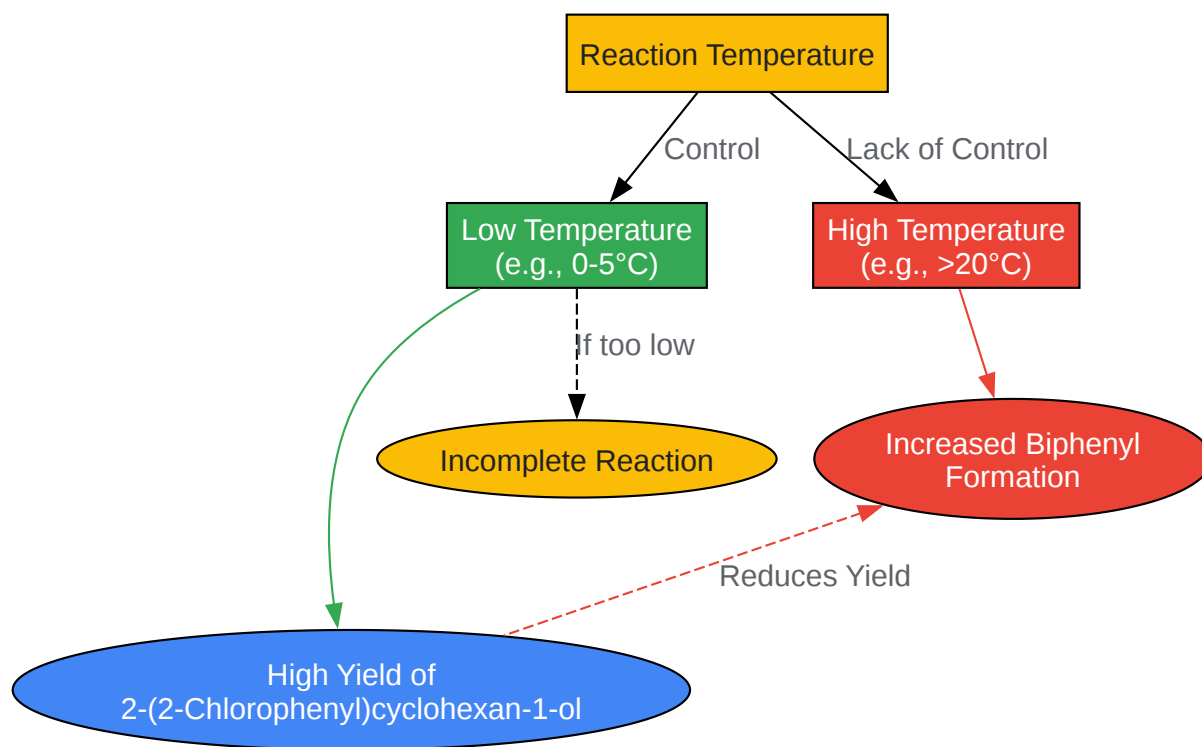 Reaction Temperature
Control
Lack of Control
Low Temperature
(e.g., 0-5°C)
High Temperature
(e.g., >20°C)
If too low
Incomplete Reaction
Increased Biphenyl
Formation
Reduces Yield
High Yield of
2-(2-Chlorophenyl)cyclohexan-1-ol